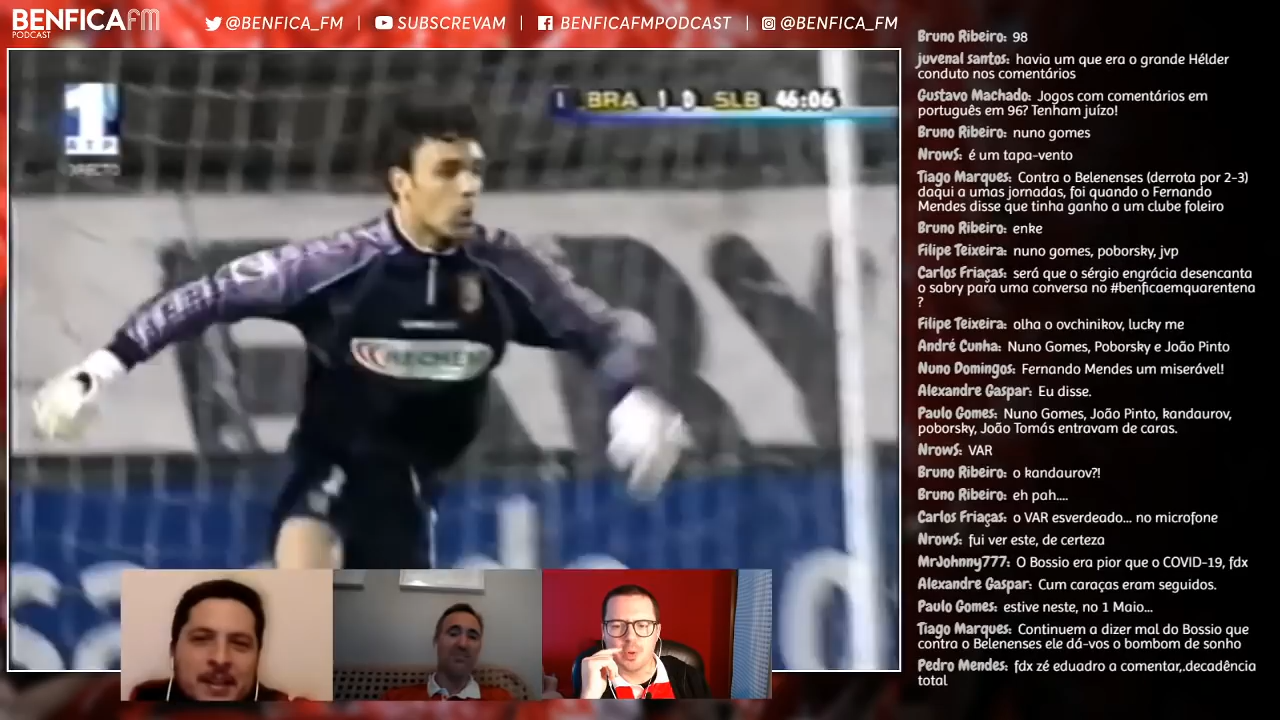 BENFICAFM
PODCAST
@BENFICA_FM | SUBSCREVAM | BENFICAFMPODCAST | @BENFICA_FM
1
RTP
DIRECTO
BRA 1 0 SLB 46:06
Bruno Ribeiro: 98
juvenal santos: havia um que era o grande Hélder
conduto nos comentários
Gustavo Machado: Jogos com comentários em
português em 96? Tenham juízo!
Bruno Ribeiro: nuno gomes
NrowS: é um tapa-vento
Tiago Marques: Contra o Belenenses (derrota por 2-3)
daqui a umas jornadas, foi quando o Fernando
Mendes disse que tinha ganho a um clube foleiro
Bruno Ribeiro: enke
Filipe Teixeira: nuno gomes, poborsky, jvp
Carlos Friaças: será que o sérgio engrácia desencanta
o sabry para uma conversa no #benficaemquarentena
?
Filipe Teixeira: olha o ovchinikov, lucky me
André Cunha: Nuno Gomes, Poborsky e João Pinto
Nuno Domingos: Fernando Mendes um miserável!
Alexandre Gaspar: Eu disse.
Paulo Gomes: Nuno Gomes, João Pinto, kandaurov,
poborsky, João Tomás entravam de caras.
NrowS: VAR
Bruno Ribeiro: o kandaurov?!
Bruno Ribeiro: eh pah....
Carlos Friaças: o VAR esverdeado... no microfone
NrowS: fui ver este, de certeza
MrJohnny777: O Bossio era pior que o COVID-19, fdx
Alexandre Gaspar: Cum caraças eram seguidos.
Paulo Gomes: estive neste, no 1 Maio...
Tiago Marques: Continuem a dizer mal do Bossio que
contra o Belenenses ele dá-vos o bombom de sonho
Pedro Mendes: fdx zé eduadro a comentar,.decadência
total